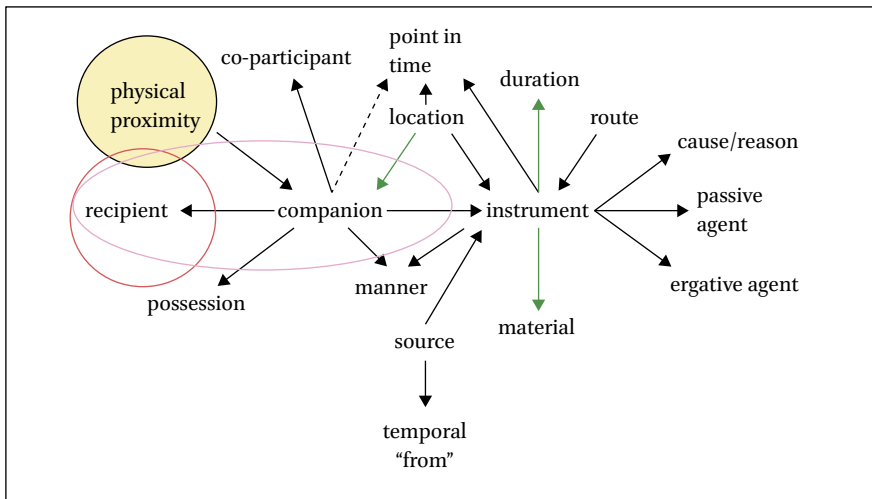 co-participant
point in
time
duration
physical
proximity
location
route
cause/reason
recipient
companion
instrument
passive
agent
possession
manner
ergative agent
material
source
temporal
“from”